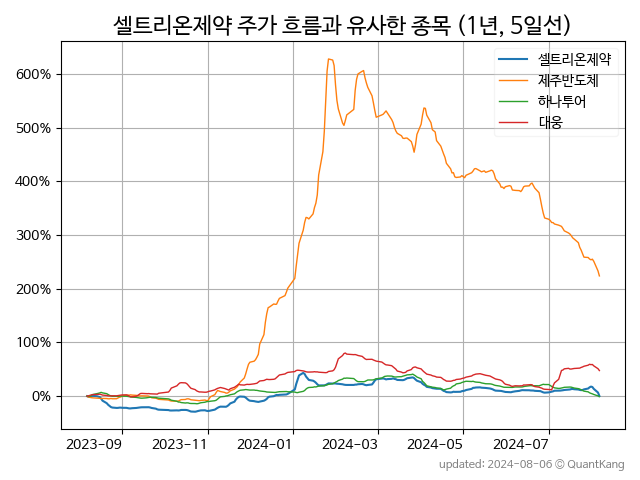 셀트리온제약 주가 흐름과 유사한 종목 (1년, 5일선)
셀트리온제약
제주반도체
하나투어
대웅
600%
500%
400%
300%
200%
100%
0%
2023-09
2023-11
2024-01
2024-03
2024-05
2024-07
updated: 2024-08-06 © QuantKang